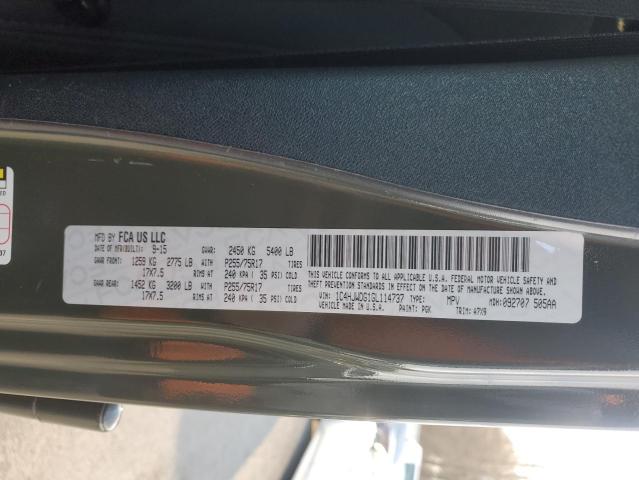 MFD BY FCA US LLC
DATE OF MFR(BUILT): 9-15 GVWR: 2450 KG 5400 LB
GAWR FRONT: 1259 KG 2775 LB WITH P255/75R17 TIRES
17X7.5 RIMS AT 240 KPA ( 35 PSI) COLD
GAWR REAR: 1452 KG 3200 LB WITH P255/75R17 TIRES
17X7.5 RIMS AT 240 KPA ( 35 PSI) COLD
THIS VEHICLE CONFORMS TO ALL APPLICABLE U.S.A. FEDERAL MOTOR VEHICLE SAFETY AND
THEFT PREVENTION STANDARDS IN EFFECT ON THE DATE OF MANUFACTURE SHOWN ABOVE.
VIN: 1C4HJWDG1GL114737 TYPE: MPV MDH: 092707 505AA
VEHICLE MADE IN U.S.A. PAINT: PGK TRIM: A7X9